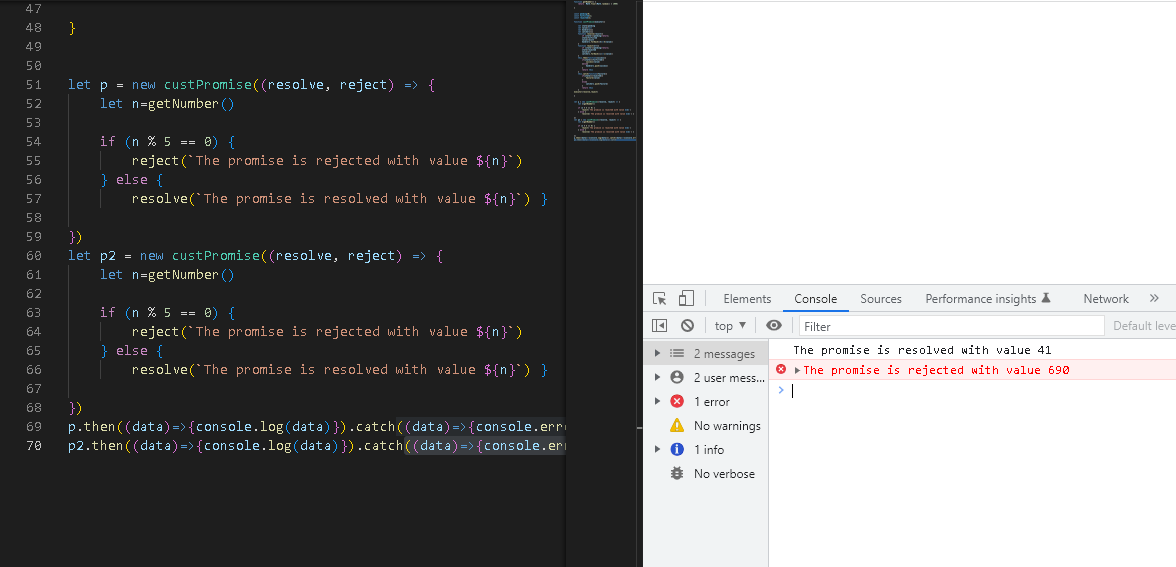 47
48 }
49
50
51 let p = new custPromise((resolve, reject) => {
52 let n=getNumber()
53
54 if (n % 5 == 0) {
55 reject(`The promise is rejected with value ${n}`)
56 } else {
57 resolve(`The promise is resolved with value ${n}`) }
58
59 })
60 let p2 = new custPromise((resolve, reject) => {
61 let n=getNumber()
62
63 if (n % 5 == 0) {
64 reject(`The promise is rejected with value ${n}`)
65 } else {
66 resolve(`The promise is resolved with value ${n}`) }
67
68 })
69 p.then((data)=>{console.log(data)}).catch((data)=>{console.err
70 p2.then((data)=>{console.log(data)}).catch((data)=>{console.er
Elements Console Sources Performance insights Network »
top ▼ Filter Default leve
2 messages
2 user mess...
1 error
No warnings
1 info
No verbose
The promise is resolved with value 41
The promise is rejected with value 690
>